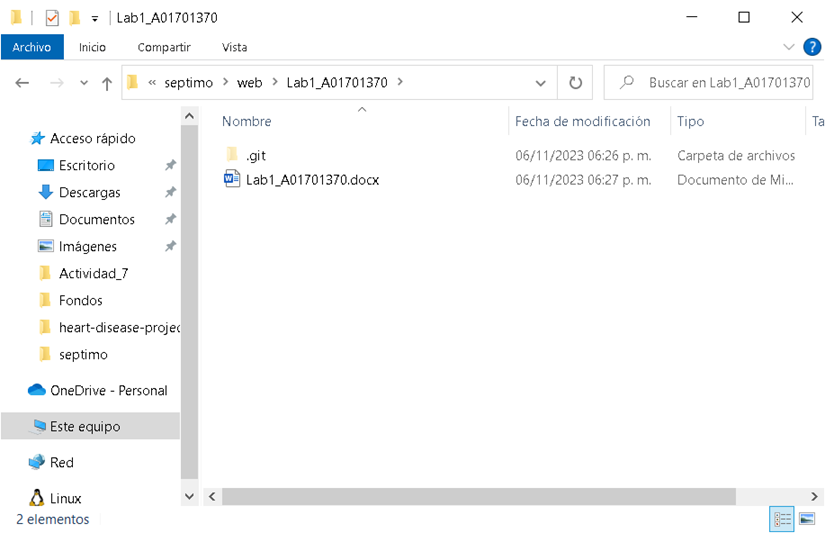 Lab1_A01701370
Archivo Inicio Compartir Vista
« septimo > web > Lab1_A01701370 > Buscar en Lab1_A01701370
Nombre Fecha de modificación Tipo Ta
.git 06/11/2023 06:26 p. m. Carpeta de archivos
Lab1_A01701370.docx 06/11/2023 06:27 p. m. Documento de Mi...
Acceso rápido
Escritorio
Descargas
Documentos
Imágenes
Actividad_7
Fondos
heart-disease-projec
septimo
OneDrive - Personal
Este equipo
Red
Linux
2 elementos